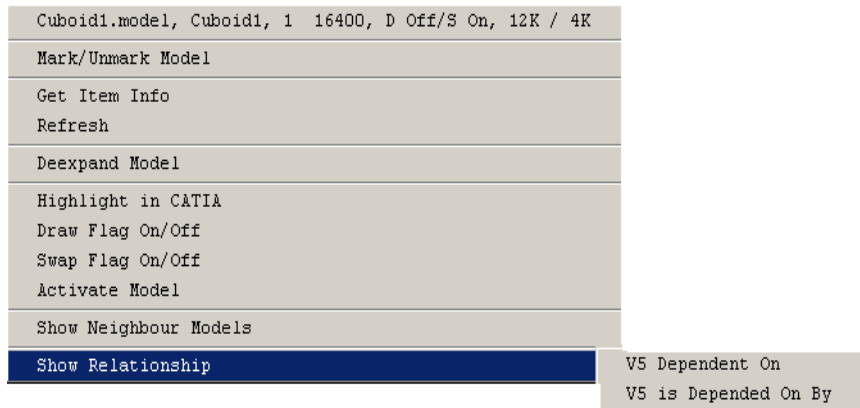 Cuboid1.model, Cuboid1, 1  16400, D Off/S On, 12K / 4K
Mark/Unmark Model
Get Item Info
Refresh
Deexpand Model
Highlight in CATIA
Draw Flag On/Off
Swap Flag On/Off
Activate Model
Show Neighbour Models
Show Relationship
V5 Dependent On
V5 is Depended On By